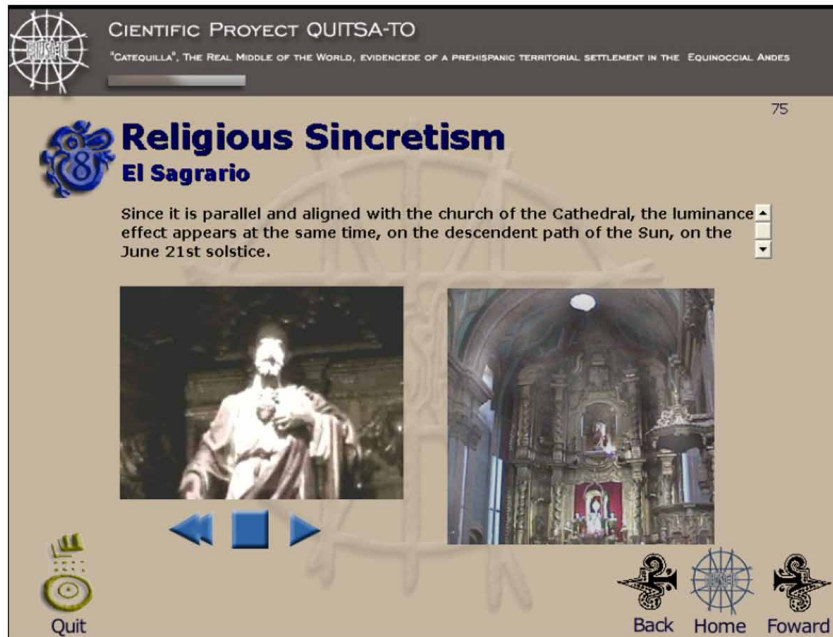 CIENTIFIC PROYECT QUITSA-TO
"CATEQUILLA", THE REAL MIDDLE OF THE WORLD, EVIDENCEDE OF A PREHISPANIC TERRITORIAL SETTLEMENT IN THE EQUINOCCIAL ANDES
75
8
Religious Sincretism
El Sagrario
Since it is parallel and aligned with the church of the Cathedral, the luminance
effect appears at the same time, on the descendent path of the Sun, on the
June 21st solstice.
Quit
Back Home Foward